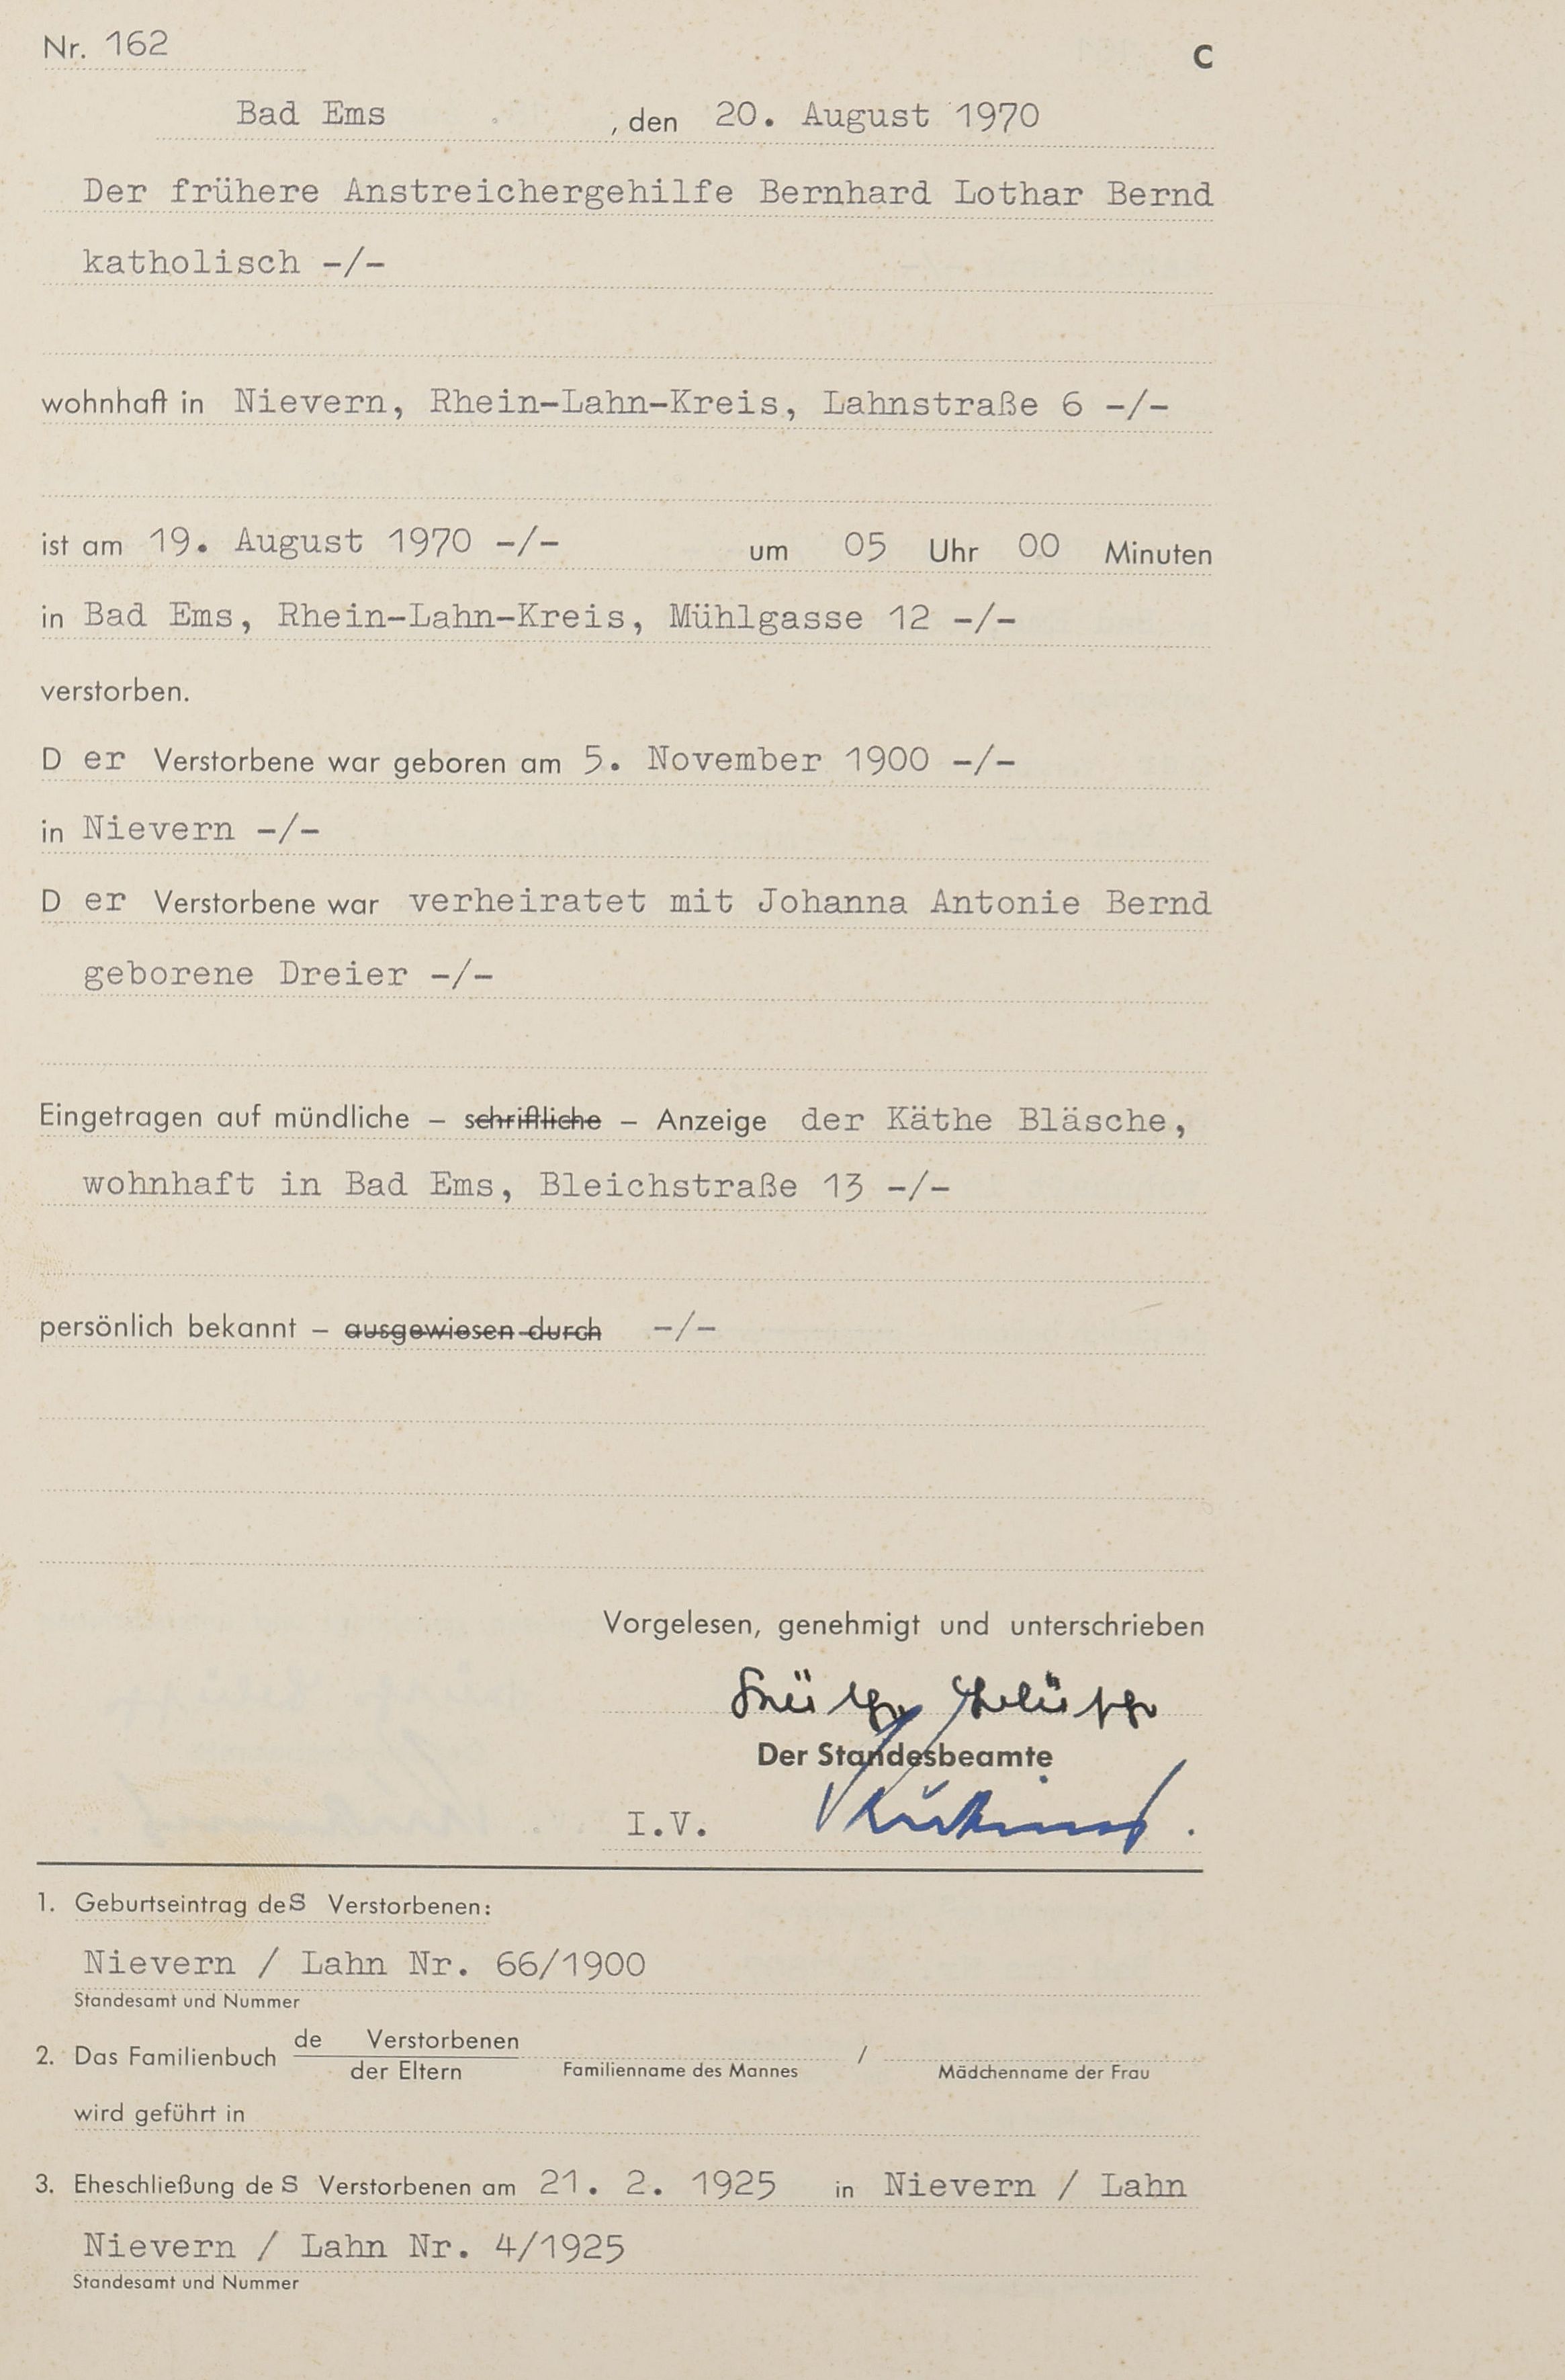 Nr. 162
C
Bad Ems , den 20. August 1970
Der frühere Anstreichergehilfe Bernhard Lothar Bernd
katholisch -/-
wohnhaft in Nievern, Rhein-Lahn-Kreis, Lahnstraße 6 -/-
ist am 19. August 1970 -/- um 05 Uhr 00 Minuten
in Bad Ems, Rhein-Lahn-Kreis, Mühlgasse 12 -/-
verstorben.
D er Verstorbene war geboren am 5. November 1900 -/-
in Nievern -/-
D er Verstorbene war verheiratet mit Johanna Antonie Bernd
geborene Dreier -/-
Eingetragen auf mündliche – schriftliche – Anzeige der Käthe Bläsche,
wohnhaft in Bad Ems, Bleichstraße 13 -/-
persönlich bekannt – ausgewiesen durch -/-
Vorgelesen, genehmigt und unterschrieben
Käthe Bläsche
Der Standesbeamte
I.V.
1. Geburtseintrag des Verstorbenen:
Nievern / Lahn Nr. 66/1900
Standesamt und Nummer
2. Das Familienbuch de Verstorbenen
der Eltern Familienname des Mannes / Mädchenname der Frau
wird geführt in
3. Eheschließung des Verstorbenen am 21. 2. 1925 in Nievern / Lahn
Nievern / Lahn Nr. 4/1925
Standesamt und Nummer